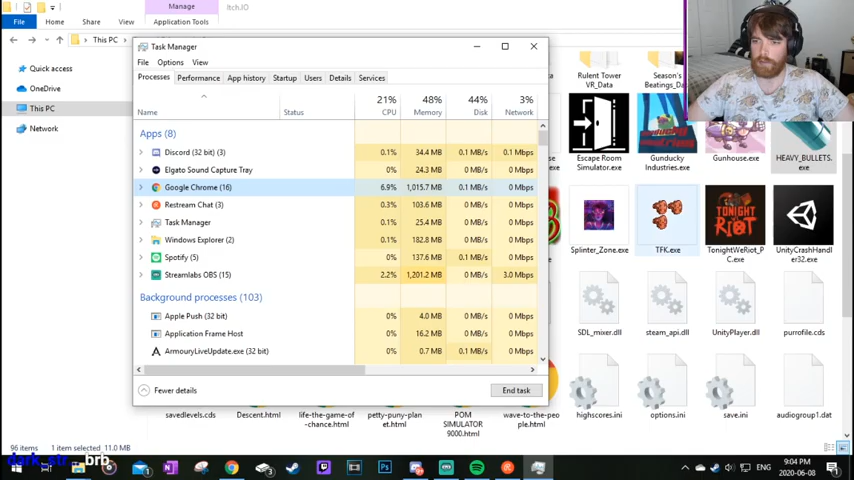 Manage
ItchJO
File
Home
Share
View
Application Tools
This PC
Quick access
OneDrive
This PC
Network
Task Manager
File Options View
Processes Performance App history Startup Users Details Services
21% 48% 44% 3%
Name Status CPU Memory Disk Network
Apps (8)
Discord (32 bit) (3) 0.1% 34.4 MB 0.1 MB/s 0.1 Mbps
Elgato Sound Capture Tray 0% 24.3 MB 0 MB/s 0 Mbps
Google Chrome (16) 6.9% 1,015.7 MB 0.1 MB/s 0 Mbps
Restream Chat (3) 0.3% 103.6 MB 0 MB/s 0 Mbps
Task Manager 0.1% 25.4 MB 0 MB/s 0 Mbps
Windows Explorer (2) 0.1% 182.8 MB 0 MB/s 0 Mbps
Spotify (5) 0% 137.6 MB 0.1 MB/s 0 Mbps
Streamlabs OBS (15) 2.2% 1,201.2 MB 0 MB/s 3.0 Mbps
Background processes (103)
Apple Push (32 bit) 0% 4.0 MB 0 MB/s 0 Mbps
Application Frame Host 0% 16.2 MB 0 MB/s 0 Mbps
ArmouryLiveUpdate.exe (32 bit) 0% 0.7 MB 0.1 MB/s 0 Mbps
Fewer details
End task
Rulent Tower
VR_Data
Season's
Beatings_Da
Escape Room
Simulator.exe
Gunducky
Industries.exe
Gunhouse.exe
HEAVY_BULLETS.
exe
Splinter_Zone.exe
TFK.exe
TONIGHT
WE
RIOT
TonightWeRiot_P
C.exe
UnityCrashHandl
er32.exe
SDL_mixer.dll
steam_api.dll
UnityPlayer.dll
purrofile.cds
savedlevels.cds
Descent.html
life-the-game-of
-chance.html
petty-puny-plan
et.html
POM
SIMULATOR
9000.html
wave-to-the-peo
ple.html
highscores.ini
options.ini
save.ini
audiogroup1.dat
96 items
1 item selected 11.0 MB
dark_str brb
ENG
9:04 PM
2020-06-08